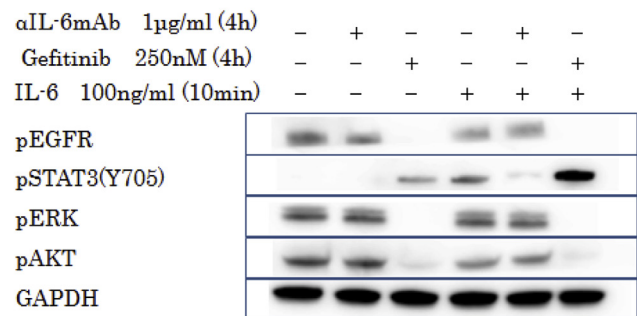 αIL-6mAb 1µg/ml (4h) – + – – + –
Gefitinib 250nM (4h) – – + – – +
IL-6 100ng/ml (10min) – – – + + +
pEGFR
pSTAT3(Y705)
pERK
pAKT
GAPDH